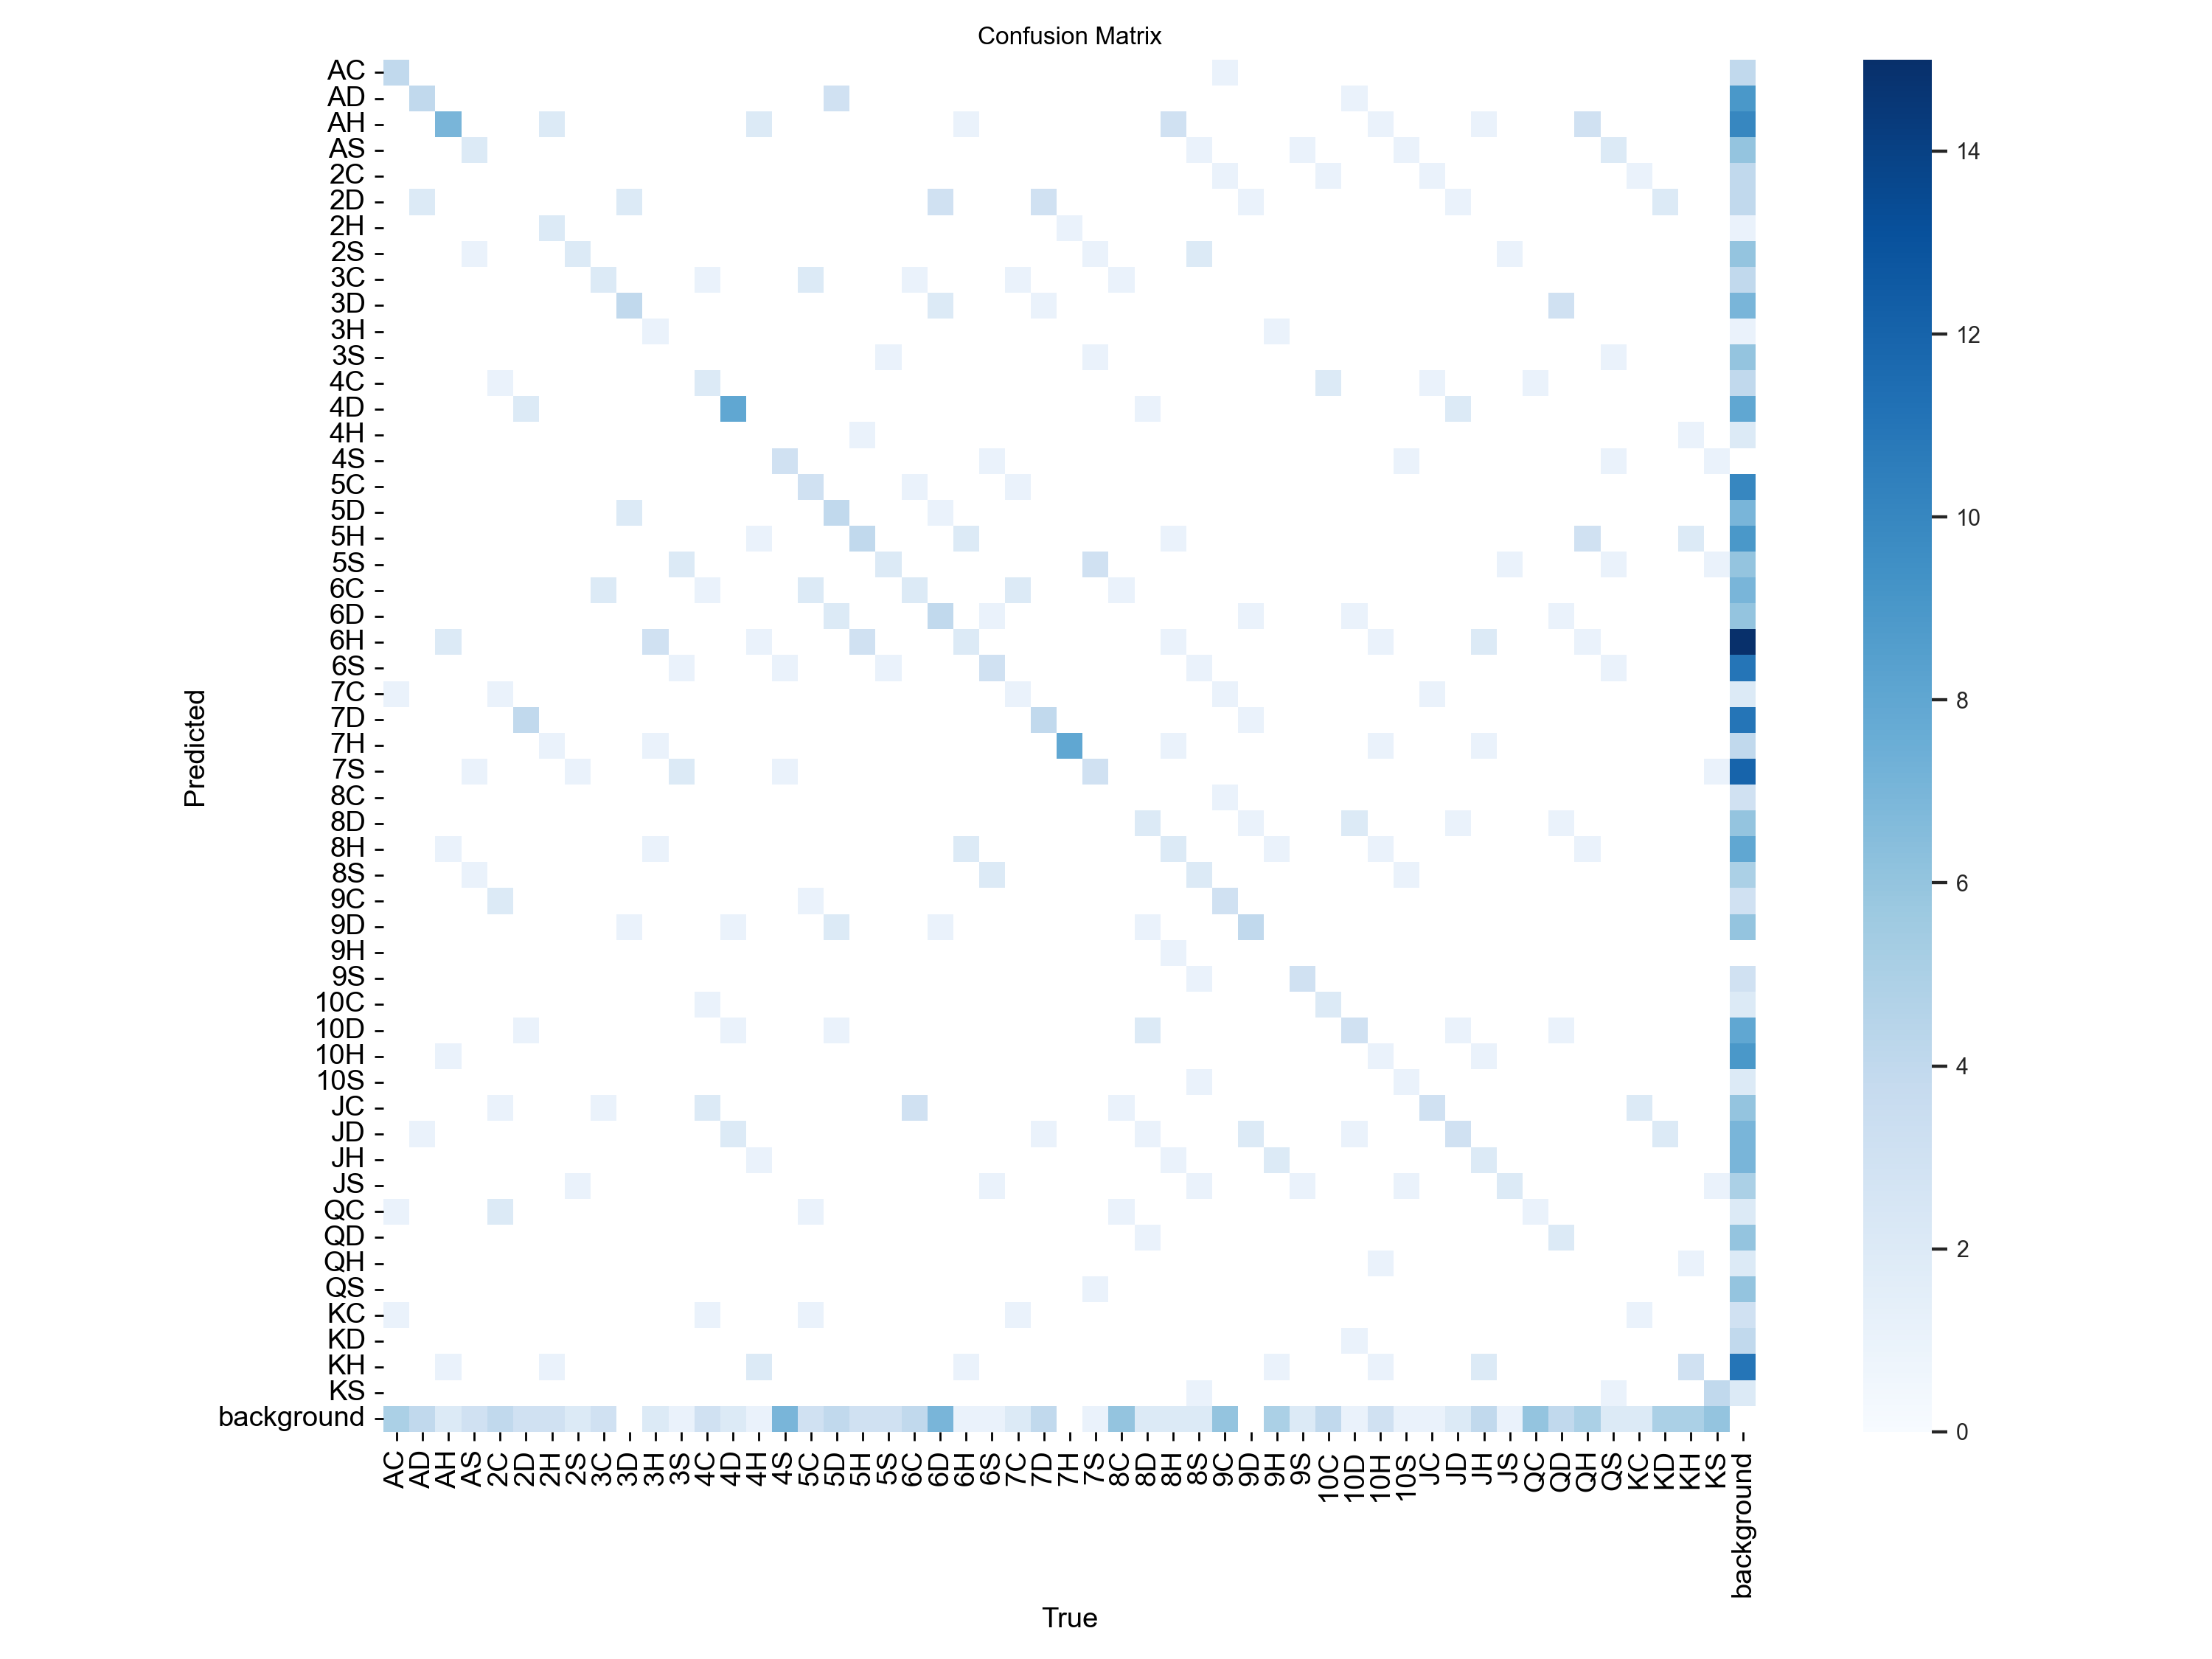 Confusion Matrix
AC
AD
AH
AS
2C
2D
2H
2S
3C
3D
3H
3S
4C
4D
4H
4S
5C
5D
5H
5S
6C
6D
6H
6S
7C
7D
7H
7S
8C
8D
8H
8S
9C
9D
9H
9S
10C
10D
10H
10S
JC
JD
JH
JS
QC
QD
QH
QS
KC
KD
KH
KS
background
Predicted
AC AD AH AS 2C 2D 2H 2S 3C 3D 3H 3S 4C 4D 4H 4S 5C 5D 5H 5S 6C 6D 6H 6S 7C 7D 7H 7S 8C 8D 8H 8S 9C 9D 9H 9S 10C 10D 10H 10S JC JD JH JS QC QD QH QS KC KD KH KS background
True
14
12
10
8
6
4
2
0